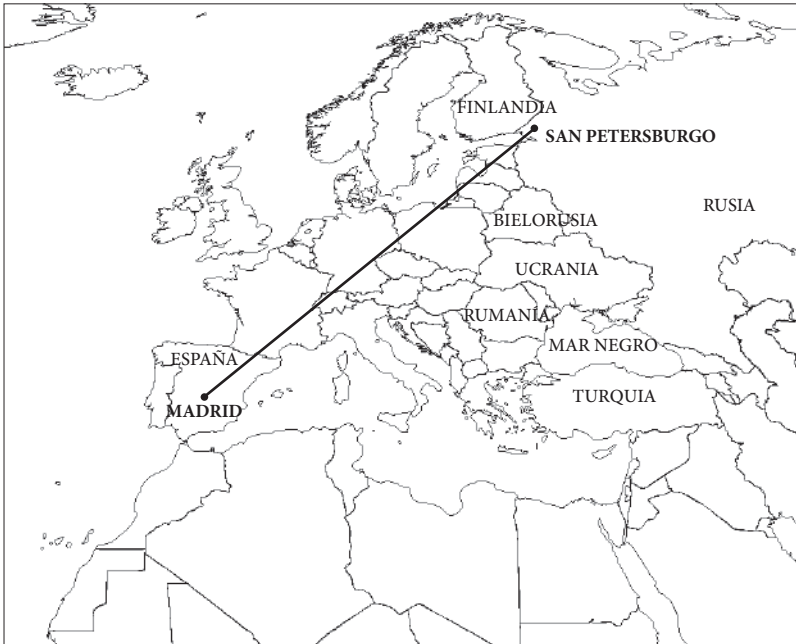 FINLANDIA
SAN PETERSBURGO
RUSIA
BIELORUSIA
UCRANIA
RUMANÍA
MAR NEGRO
ESPAÑA
TURQUIA
MADRID